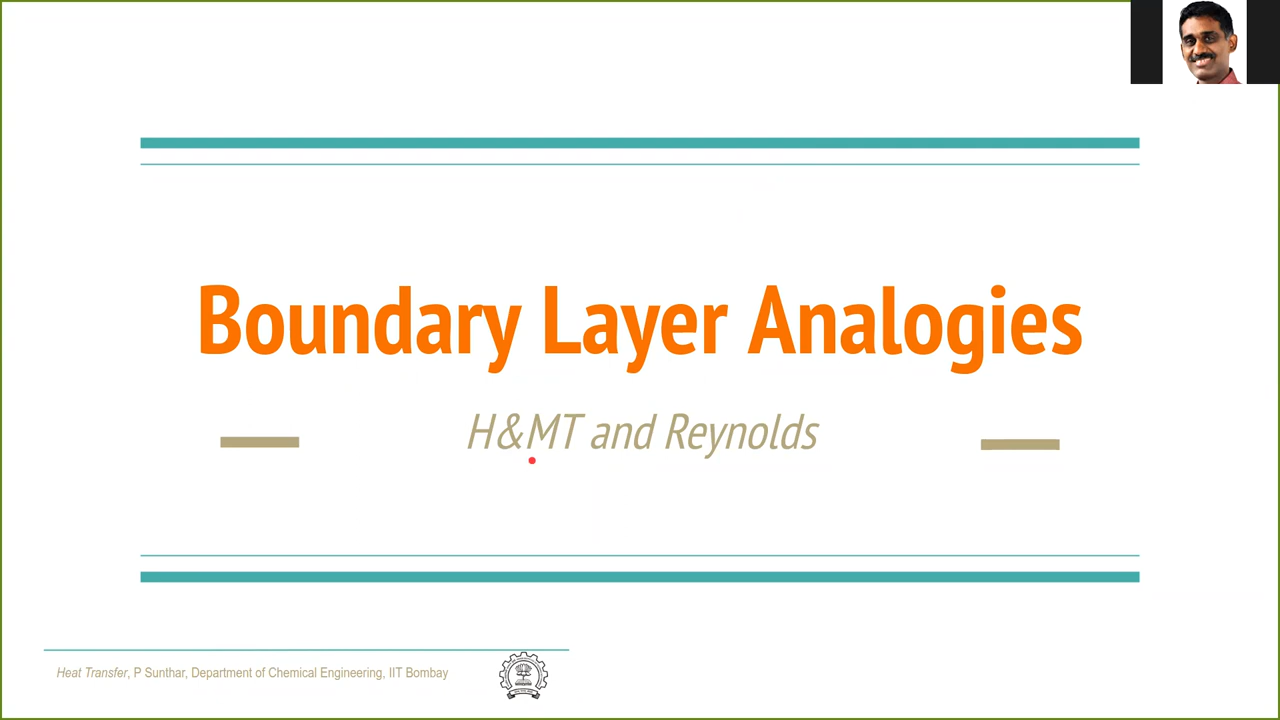 Boundary Layer Analogies
H&MT and Reynolds
Heat Transfer, P Sunthar, Department of Chemical Engineering, IIT Bombay